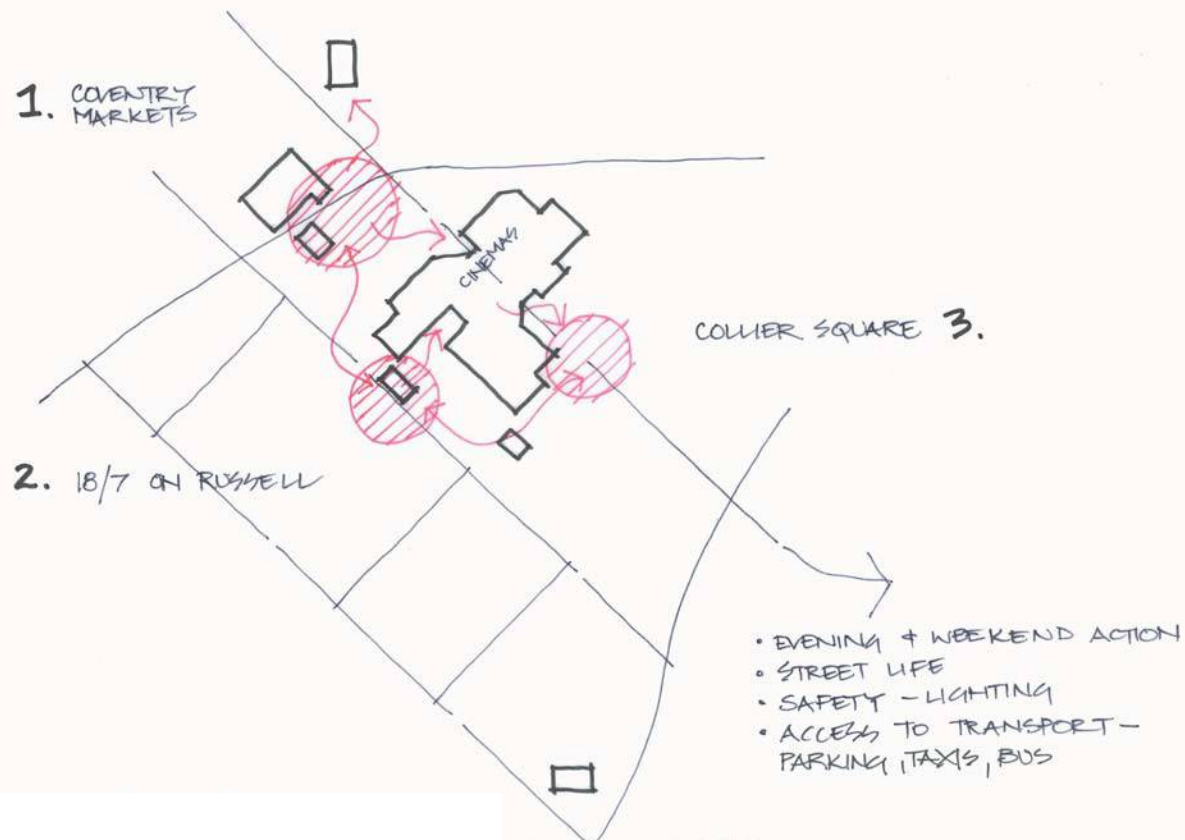 1. COVENTRY
MARKETS
CINEMAS
COLLIER SQUARE 3.
2. 18/7 ON RUSSELL
• EVENING & WEEKEND ACTION
• STREET LIFE
• SAFETY - LIGHTING
• ACCESS TO TRANSPORT -
PARKING, TAXIS, BUS